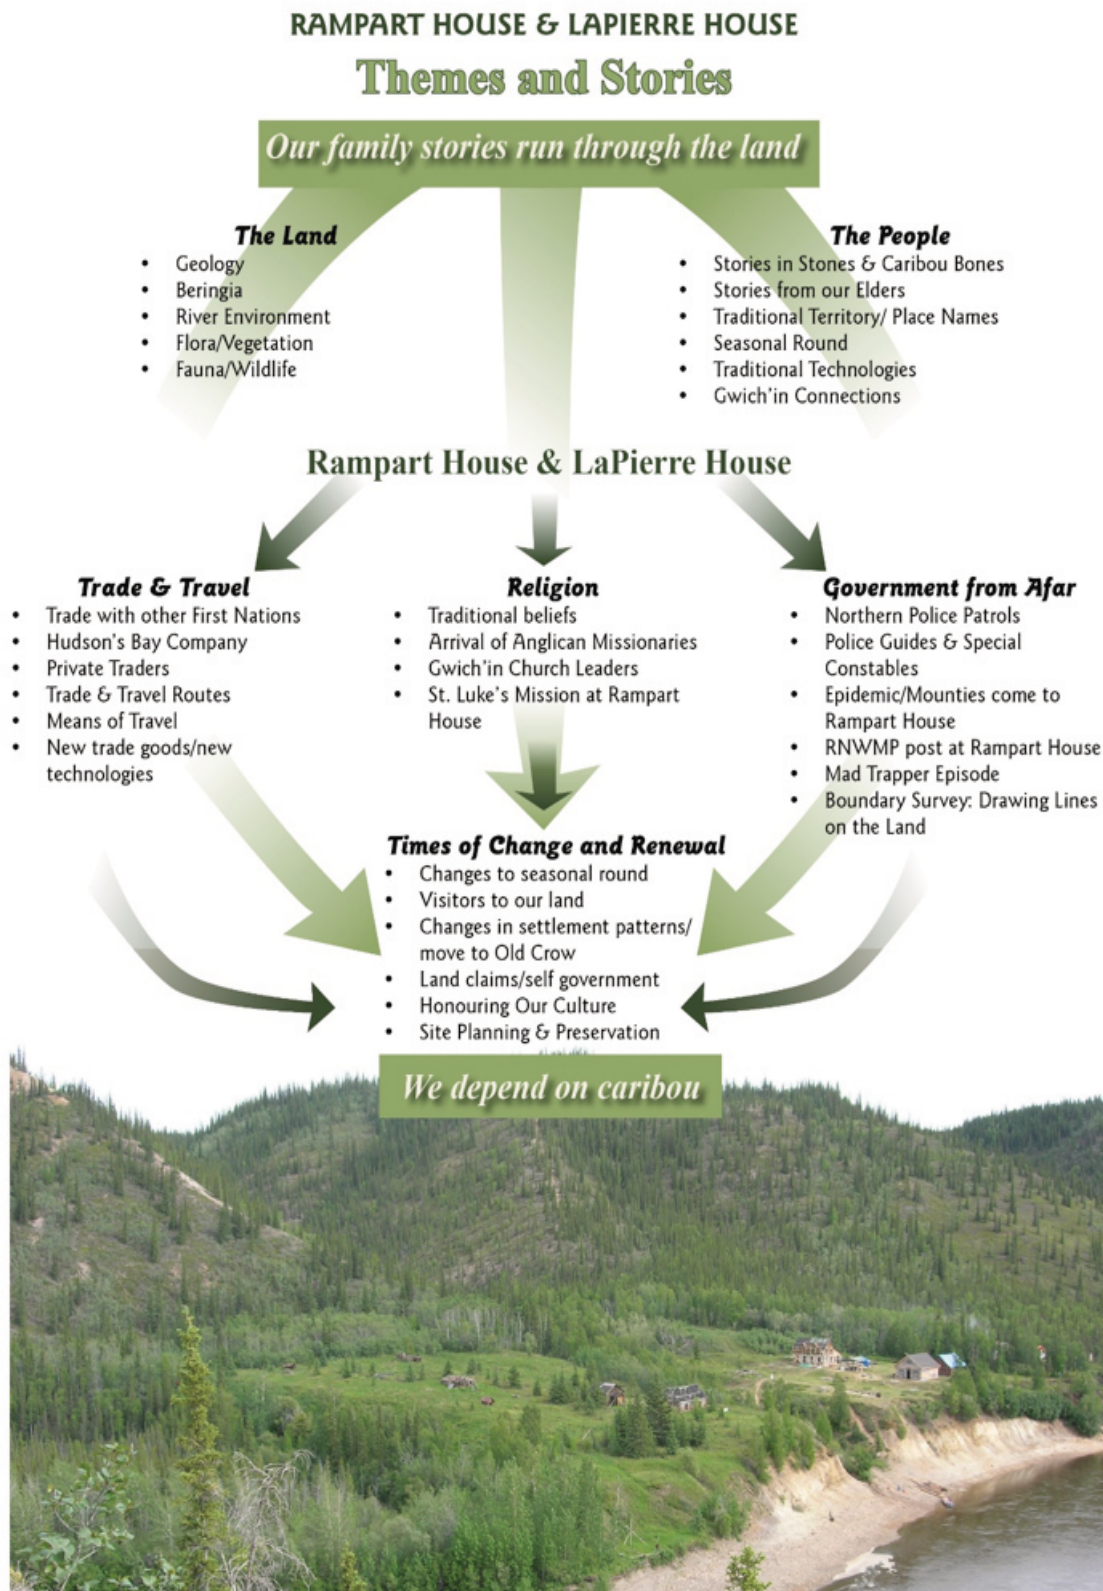 RAMPART HOUSE & LAPIERRE HOUSE
Themes and Stories
Our family stories run through the land
The Land
• Geology
• Beringia
• River Environment
• Flora/Vegetation
• Fauna/Wildlife
The People
• Stories in Stones & Caribou Bones
• Stories from our Elders
• Traditional Territory/ Place Names
• Seasonal Round
• Traditional Technologies
• Gwich'in Connections
Rampart House & LaPierre House
Trade & Travel
• Trade with other First Nations
• Hudson's Bay Company
• Private Traders
• Trade & Travel Routes
• Means of Travel
• New trade goods/new
technologies
Religion
• Traditional beliefs
• Arrival of Anglican Missionaries
• Gwich'in Church Leaders
• St. Luke's Mission at Rampart
House
Government from Afar
• Northern Police Patrols
• Police Guides & Special
Constables
• Epidemic/Mounties come to
Rampart House
• RNWMP post at Rampart House
• Mad Trapper Episode
• Boundary Survey: Drawing Lines
on the Land
Times of Change and Renewal
• Changes to seasonal round
• Visitors to our land
• Changes in settlement patterns/
move to Old Crow
• Land claims/self government
• Honouring Our Culture
• Site Planning & Preservation
We depend on caribou